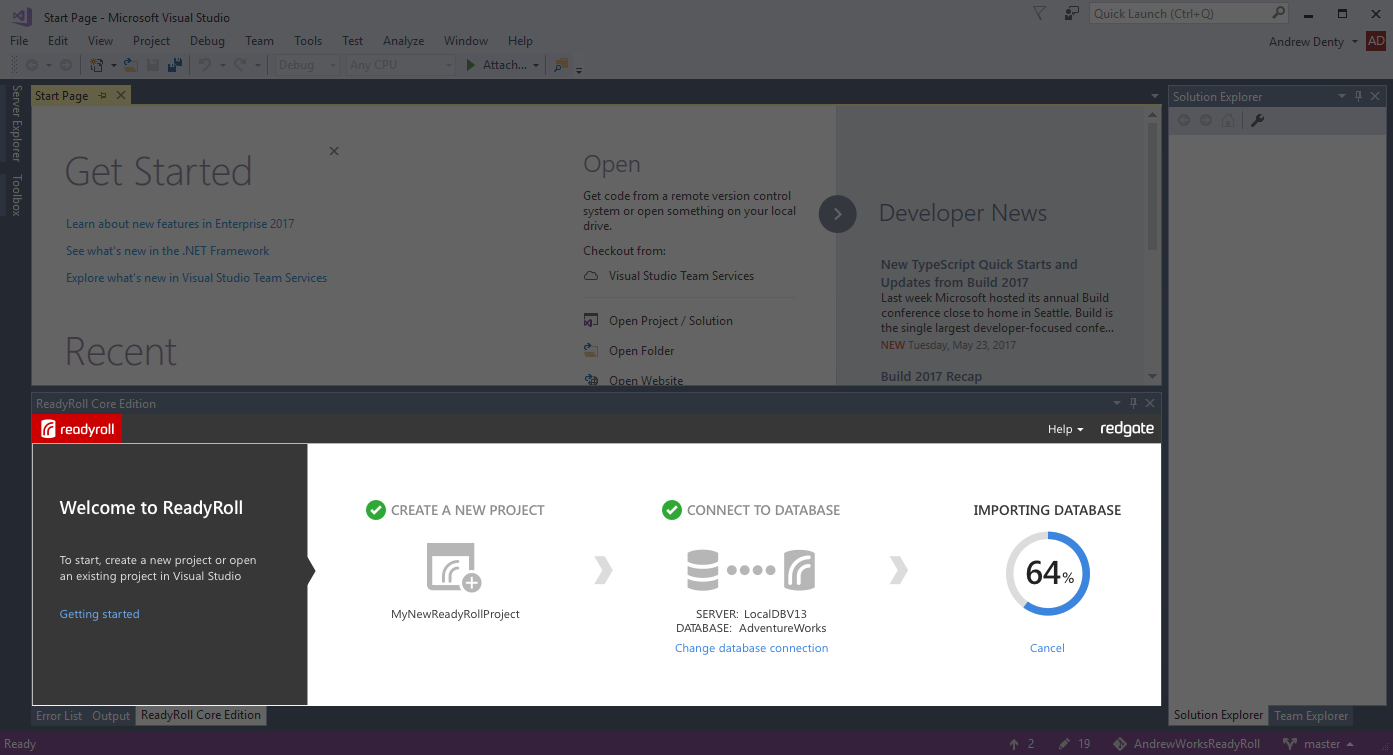 Start Page - Microsoft Visual Studio
Quick Launch (Ctrl+Q)
File Edit View Project Debug Team Tools Test Analyze Window Help
Andrew Denty AD
Debug Any CPU Attach...
Server Explorer
Toolbox
Start Page
Get Started
Learn about new features in Enterprise 2017
See what's new in the .NET Framework
Explore what's new in Visual Studio Team Services
Recent
Open
Get code from a remote version control
system or open something on your local
drive.
Checkout from:
Visual Studio Team Services
Open Project / Solution
Open Folder
Open Website
Developer News
New TypeScript Quick Starts and
Updates from Build 2017
Last week Microsoft hosted its annual Build
conference close to home in Seattle. Build is
the single largest developer-focused confe...
NEW Tuesday, May 23, 2017
Build 2017 Recap
Solution Explorer
ReadyRoll Core Edition
readyroll
Help
redgate
Welcome to ReadyRoll
To start, create a new project or open
an existing project in Visual Studio
Getting started
CREATE A NEW PROJECT
MyNewReadyRollProject
CONNECT TO DATABASE
SERVER: LocalDBV13
DATABASE: AdventureWorks
Change database connection
IMPORTING DATABASE
64%
Cancel
Error List Output ReadyRoll Core Edition
Solution Explorer Team Explorer
Ready
2 19 AndrewWorksReadyRoll master